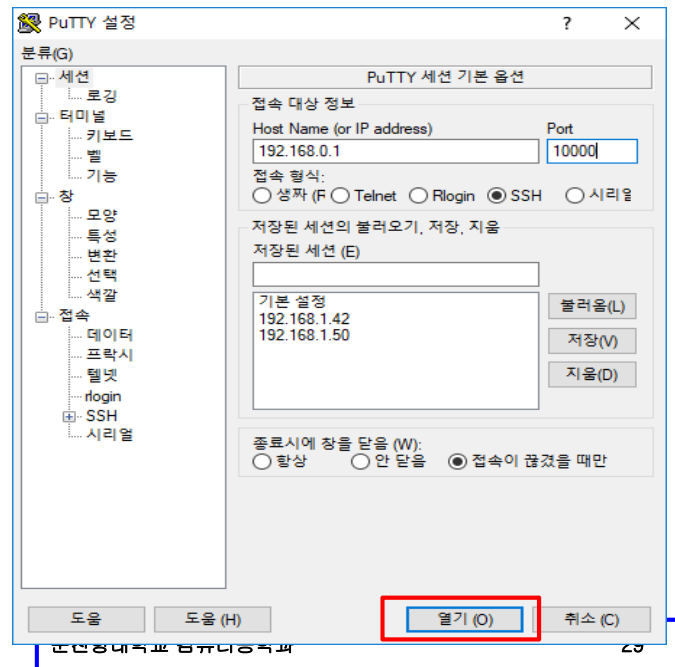 PuTTY 설정 ? ×
분류(G)
세션
로깅
터미널
키보드
벨
기능
창
모양
특성
변환
선택
색깔
접속
데이터
프락시
텔넷
rlogin
SSH
시리얼
PuTTY 세션 기본 옵션
접속 대상 정보
Host Name (or IP address) Port
192.168.0.1 10000
접속 형식:
생짜 (R Telnet Rlogin SSH 시리얼
저장된 세션의 불러오기, 저장, 지움
저장된 세션 (E)
기본 설정
192.168.1.42
192.168.1.50
불러옴(L)
저장(V)
지움(D)
종료시에 창을 닫음 (W):
항상 안 닫음 접속이 끊겼을 때만
도움 도움 (H) 열기 (O) 취소 (C)
29